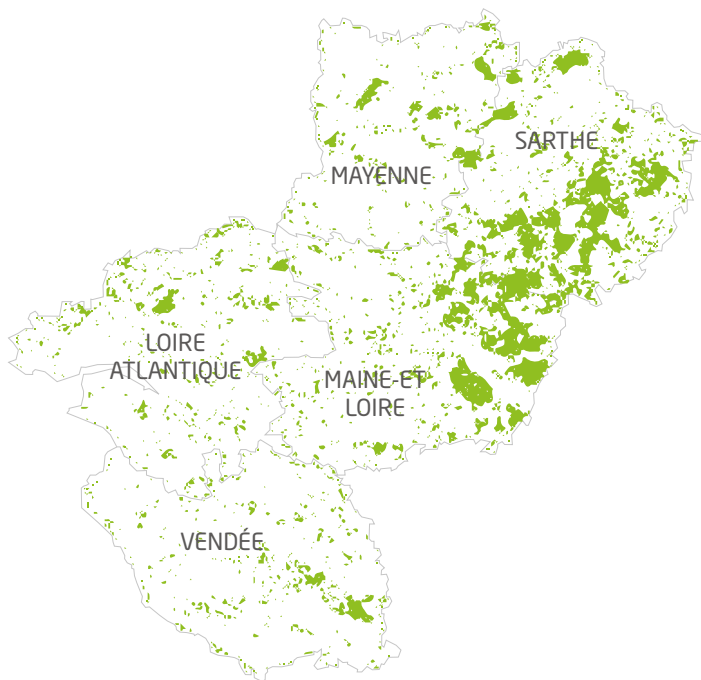 SARTHE
MAYENNE
LOIRE
ATLANTIQUE
MAINE-ET
LOIRE
VENDÉE